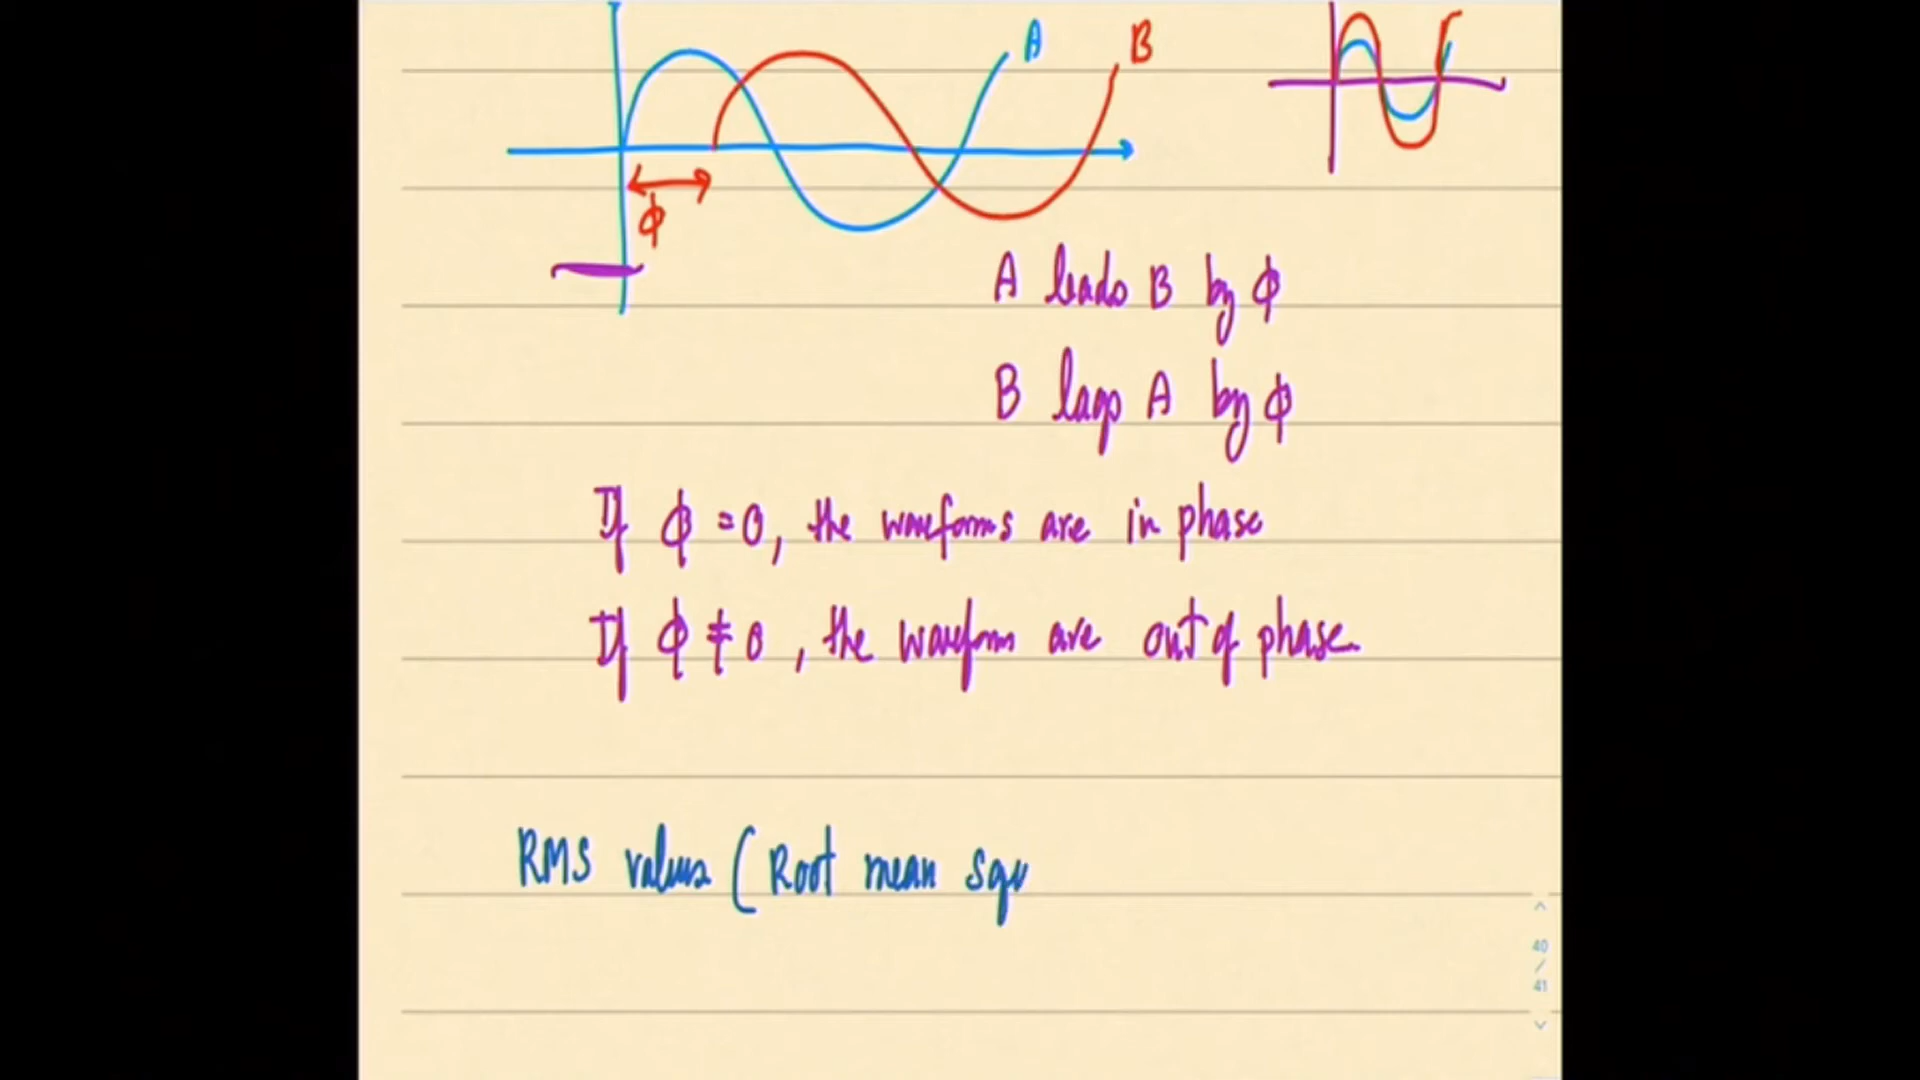 A
B
ϕ
A leads B by ϕ
B lags A by ϕ
If ϕ = 0, the waveforms are in phase
If ϕ ≠ 0, the waveform are out of phase.
RMS value (Root mean squ
40
/
41